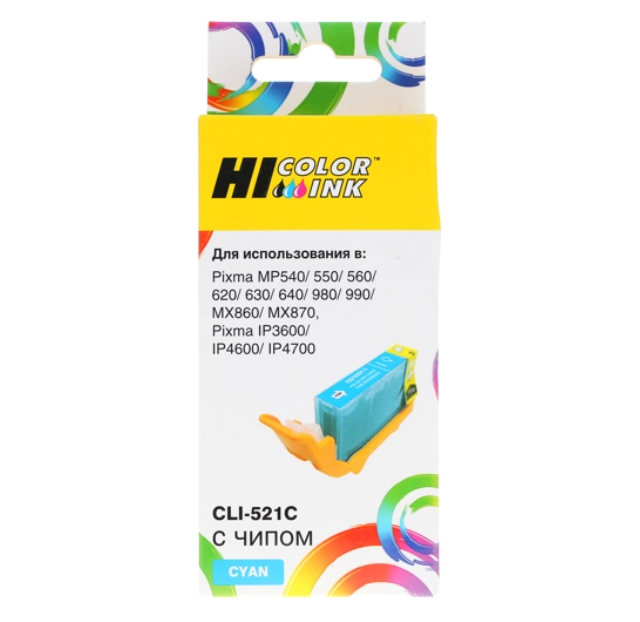 HI COLOR™
INK
Для использования в:
Pixma MP540/ 550/ 560/
620/ 630/ 640/ 980/ 990/
MX860/ MX870,
Pixma IP3600/
IP4600/ IP4700
CLI-521C
С ЧИПОМ
CYAN